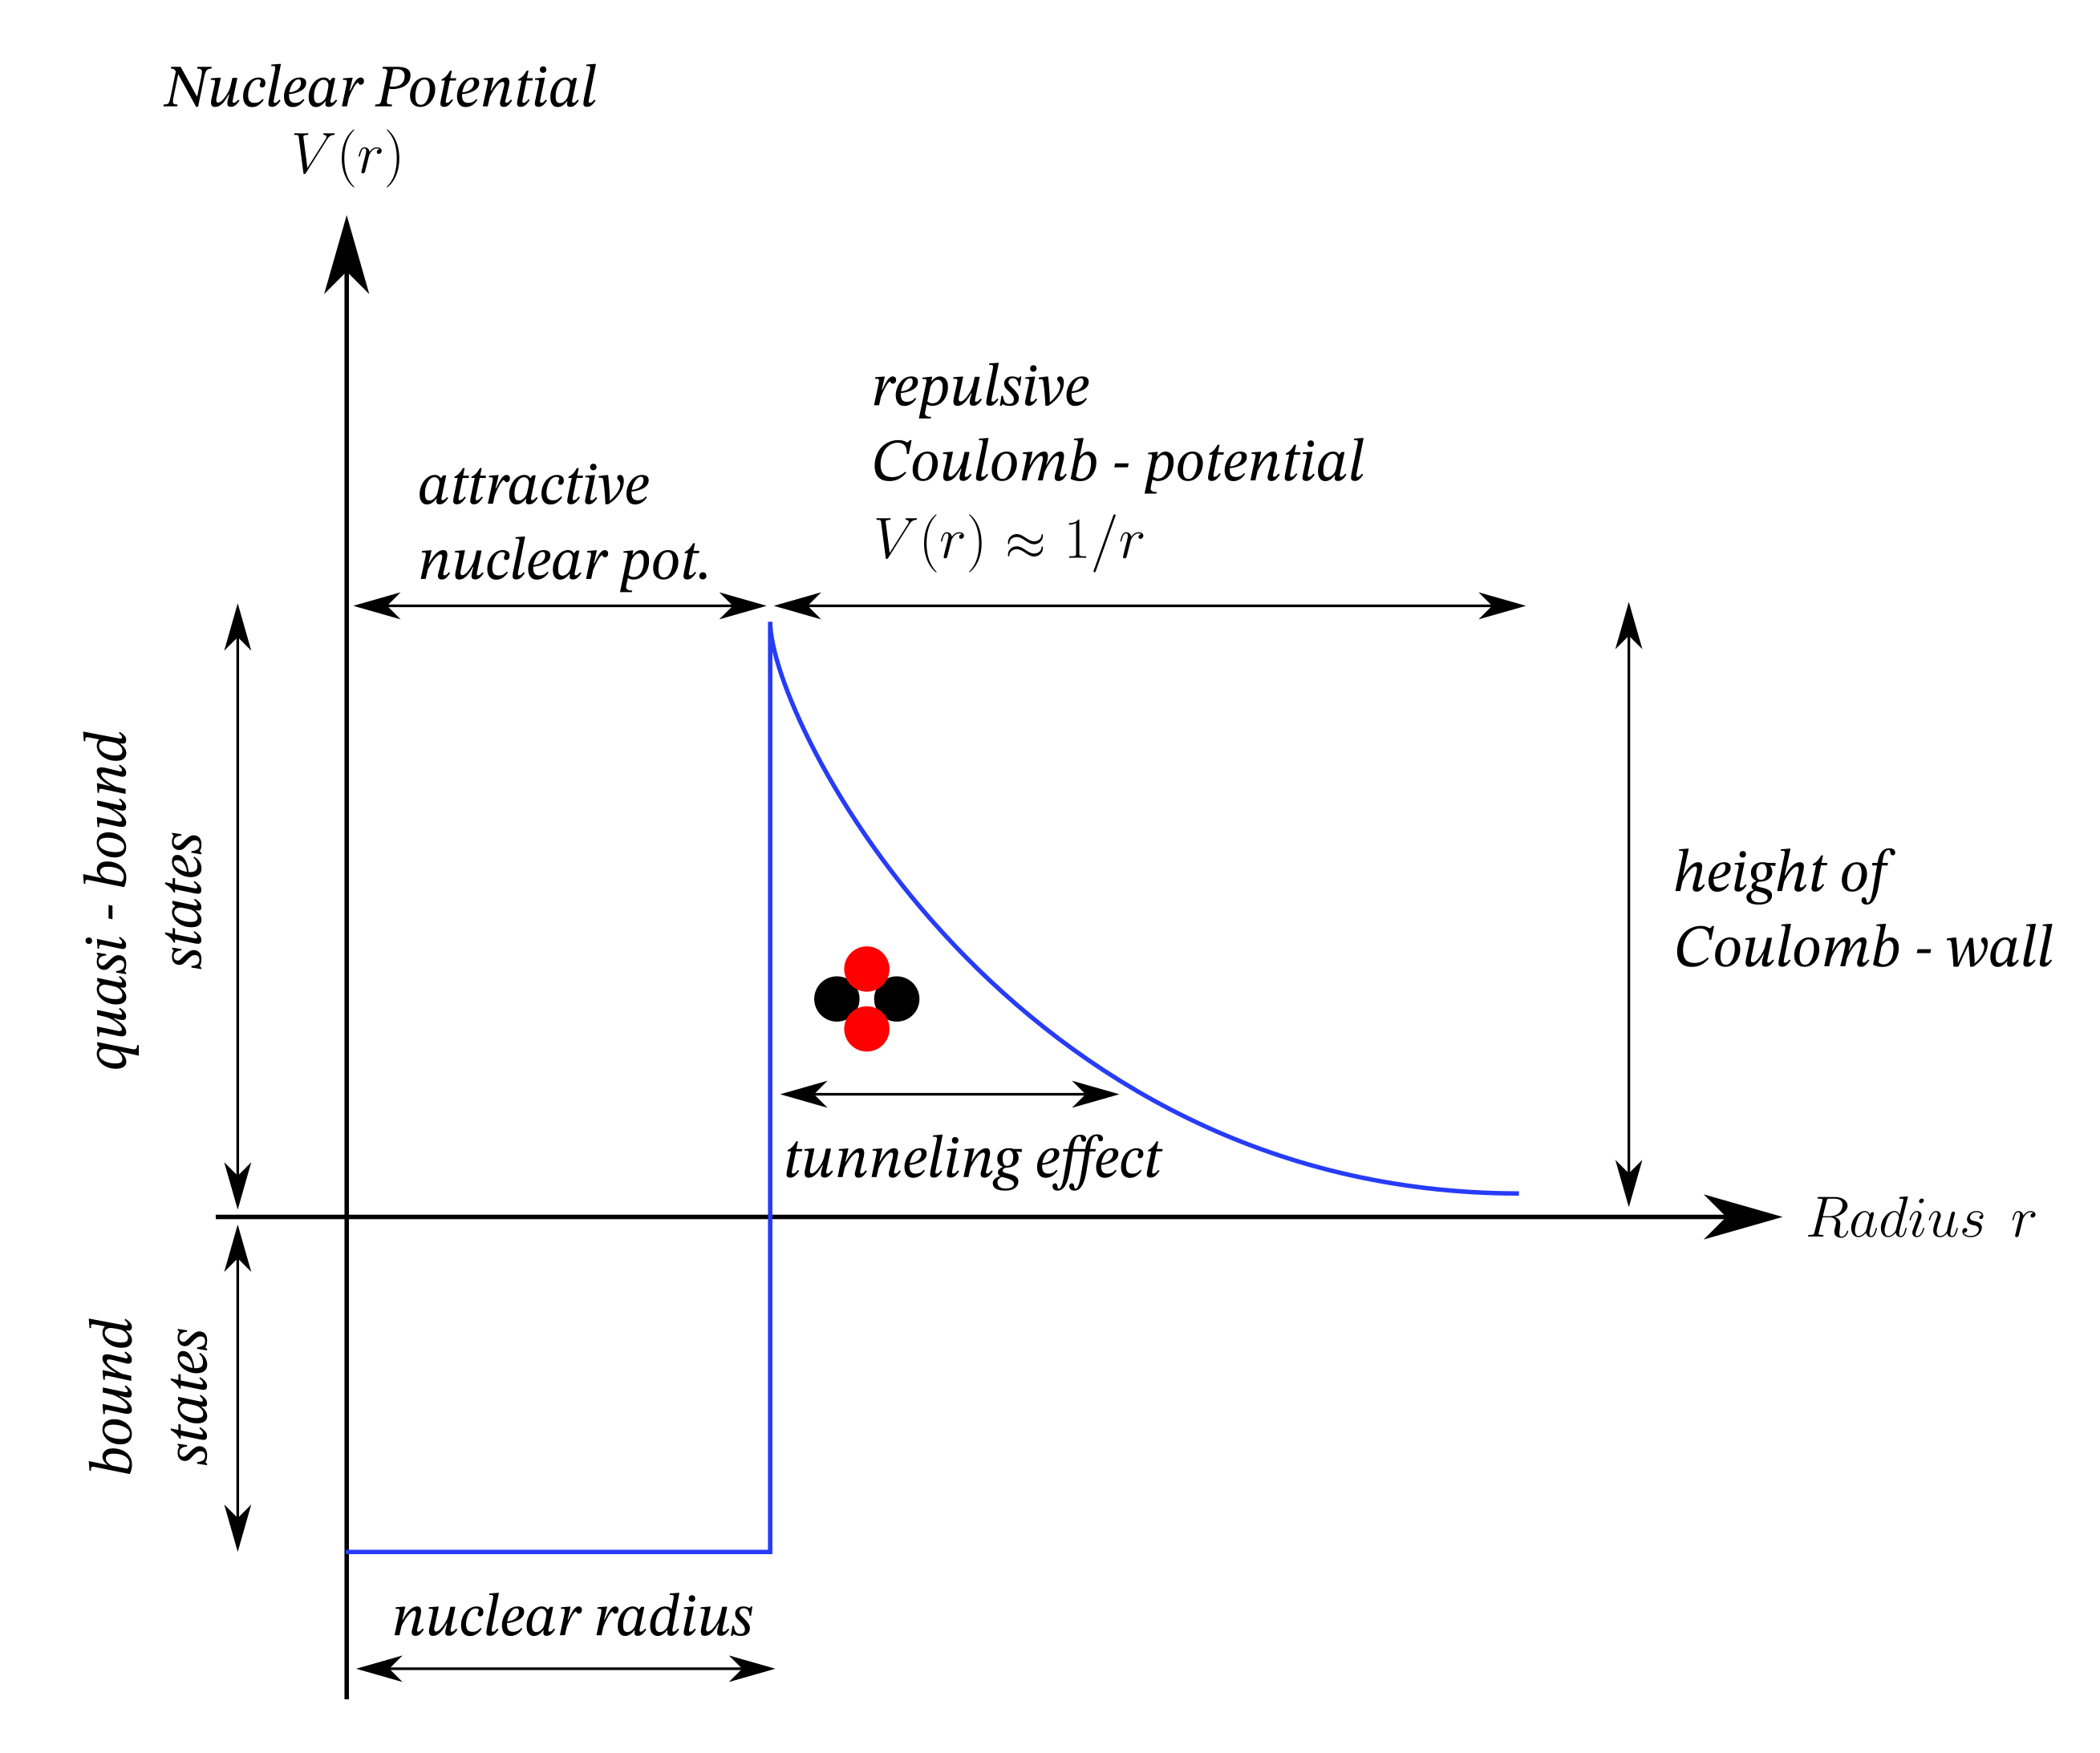 Nuclear Potential
V(r)
repulsive
Coulomb - potential
V(r) ≈ 1/r
attractive
nuclear pot.
quasi - bound
states
height of
Coulomb - wall
tunneling effect
Radius r
bound
states
nuclear radius